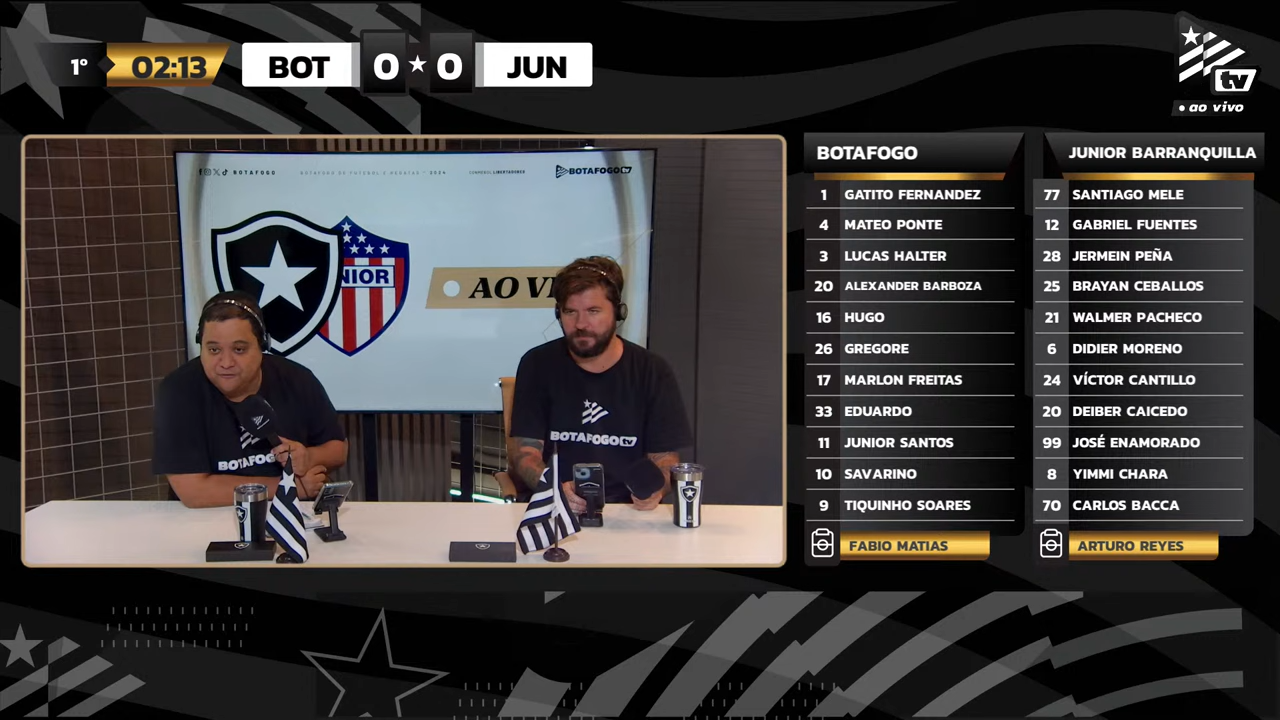 1º 02:13 BOT 0 0 JUN
tv
ao vivo
BOTAFOGO
1 GATITO FERNANDEZ
4 MATEO PONTE
3 LUCAS HALTER
20 ALEXANDER BARBOZA
16 HUGO
26 GREGORE
17 MARLON FREITAS
33 EDUARDO
11 JUNIOR SANTOS
10 SAVARINO
9 TIQUINHO SOARES
FABIO MATIAS
JUNIOR BARRANQUILLA
77 SANTIAGO MELE
12 GABRIEL FUENTES
28 JERMEIN PEÑA
25 BRAYAN CEBALLOS
21 WALMER PACHECO
6 DIDIER MORENO
24 VÍCTOR CANTILLO
20 DEIBER CAICEDO
99 JOSÉ ENAMORADO
8 YIMMI CHARA
70 CARLOS BACCA
ARTURO REYES
BOTAFOGO
BOTAFOGO tv
NIOR
AO VI
BOTAFOG
BOTAFOGO tv